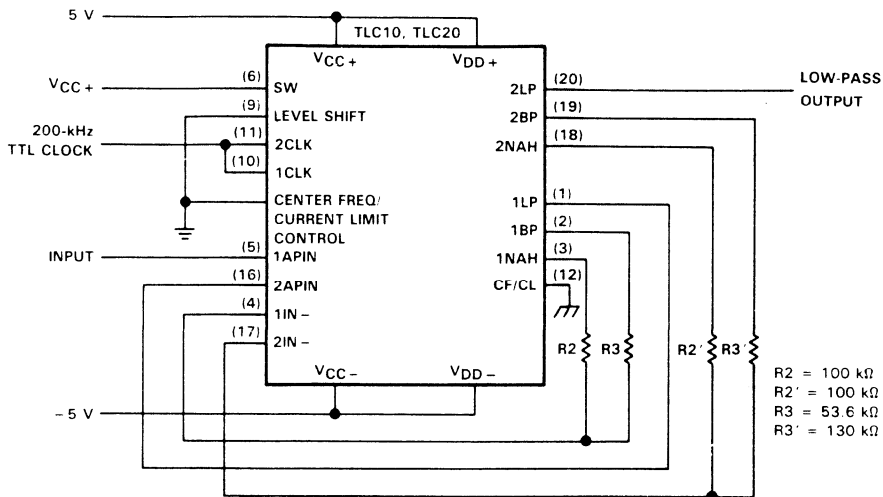 5 V
TLC10, TLC20
VCC+
VDD+
VCC+
(6)
SW
(9)
LEVEL SHIFT
200-kHz
TTL CLOCK
(11)
2CLK
(10)
1CLK
CENTER FREQ/
CURRENT LIMIT
CONTROL
INPUT
(5)
1APIN
(16)
2APIN
(4)
1IN−
(17)
2IN−
VCC−
VDD−
−5 V
2LP
(20)
LOW-PASS
OUTPUT
2BP
(19)
2NAH
(18)
1LP
(1)
1BP
(2)
1NAH
(3)
CF/CL
(12)
R2
R3
R2′
R3′
R2 = 100 kΩ
R2′ = 100 kΩ
R3 = 53.6 kΩ
R3′ = 130 kΩ